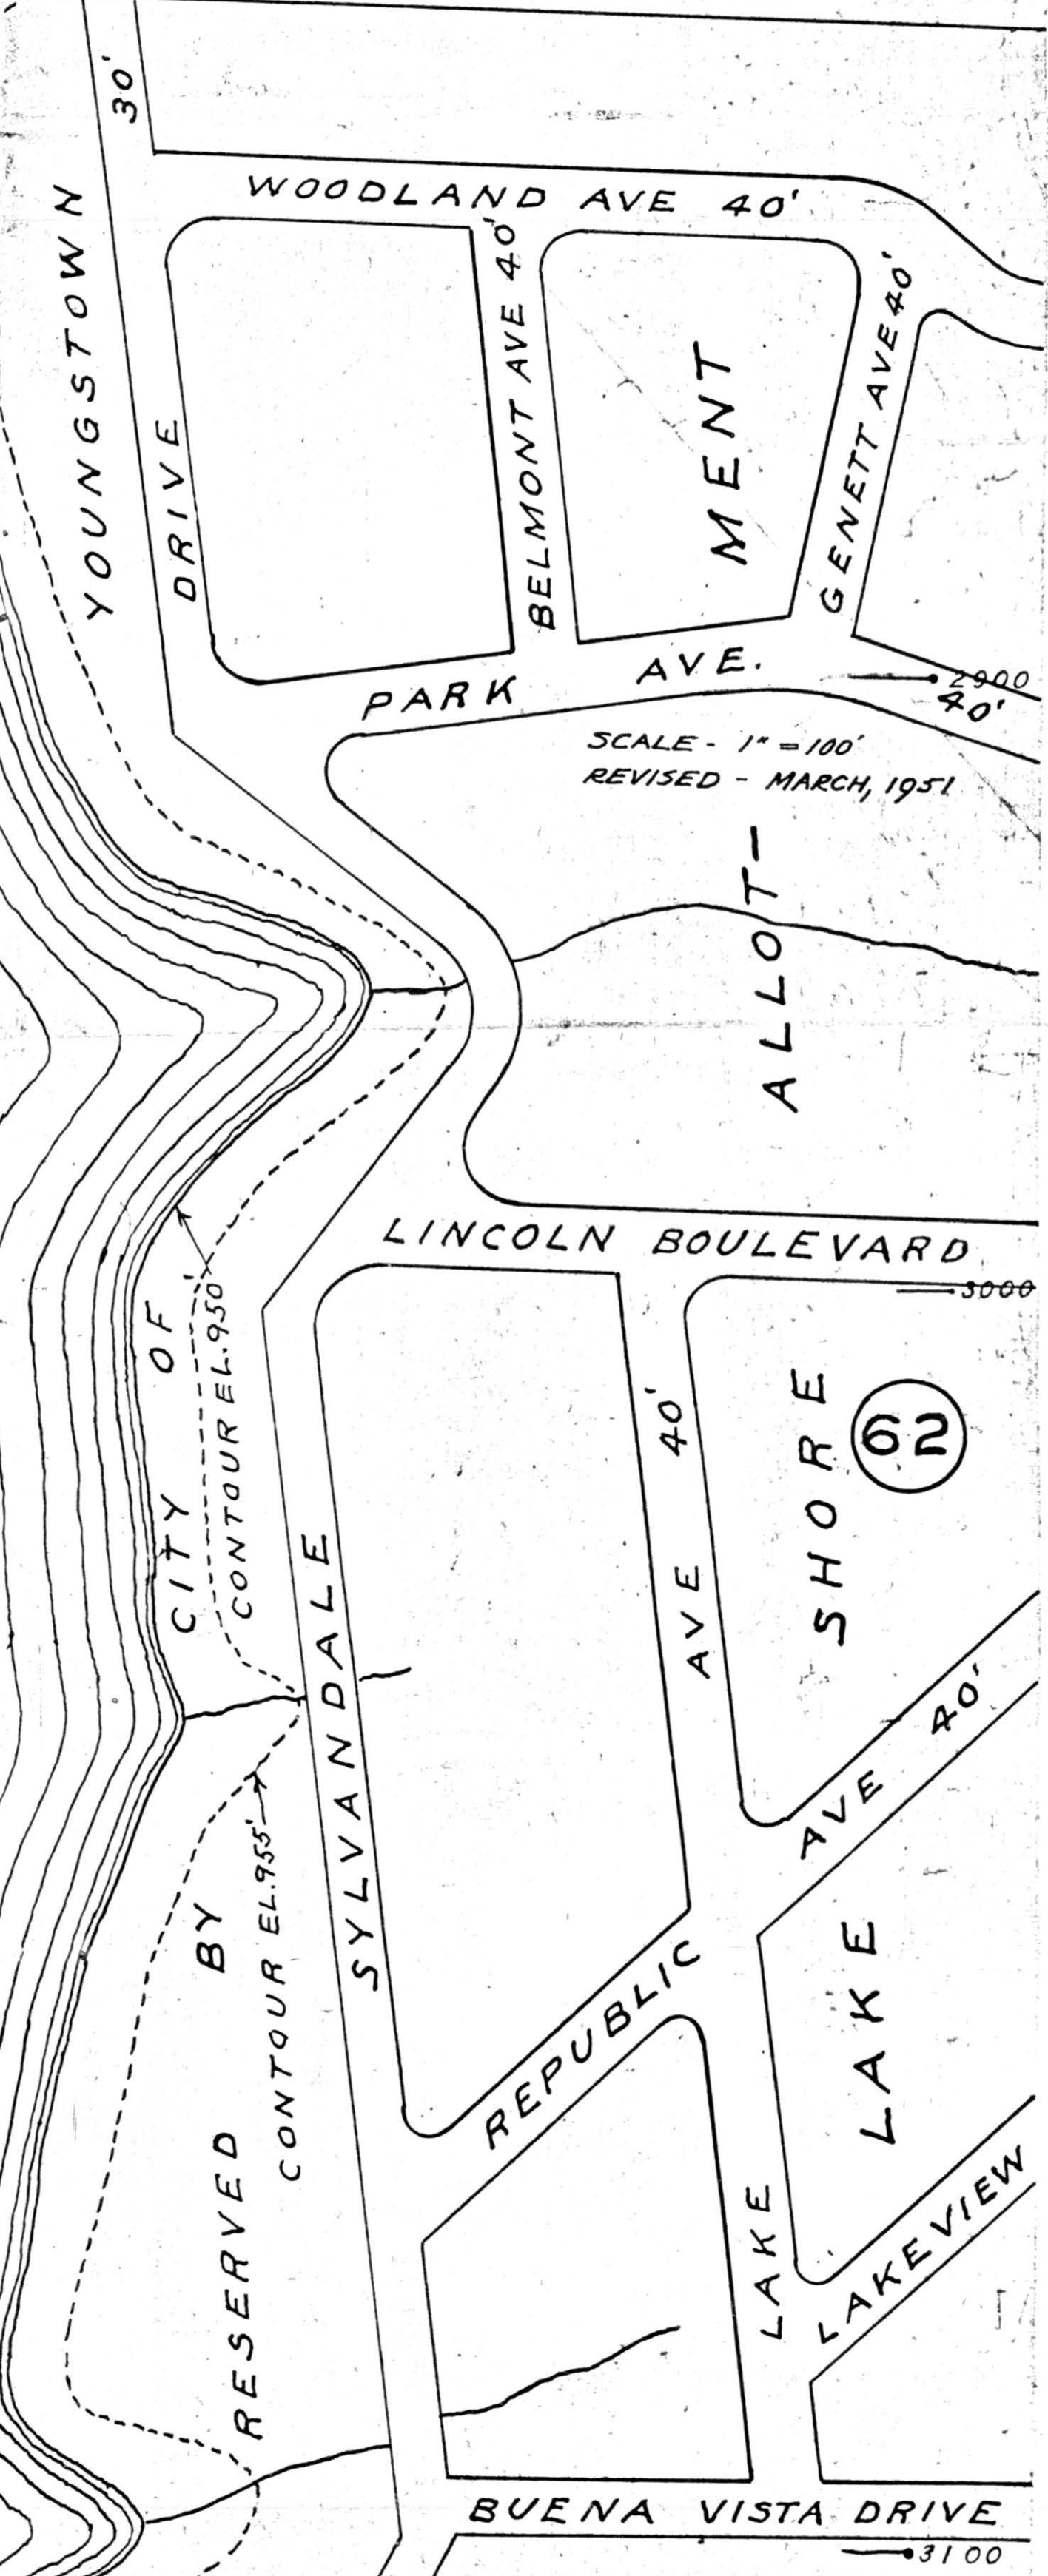 30'
WOODLAND AVE 40'
BELMONT AVE 40'
GENETT AVE 40'
PARK AVE. 40'
2900
SCALE - 1" = 100'
REVISED - MARCH, 1951
LINCOLN BOULEVARD
3000
62
LAKE SHORE ALLOT-MENT
LAKE AVE 40'
SYLVANDALE DRIVE
RESERVED BY CITY OF YOUNGSTOWN
CONTOUR EL. 950'
CONTOUR EL. 955'
REPUBLIC AVE 40'
LAKEVIEW
BUENA VISTA DRIVE
3100